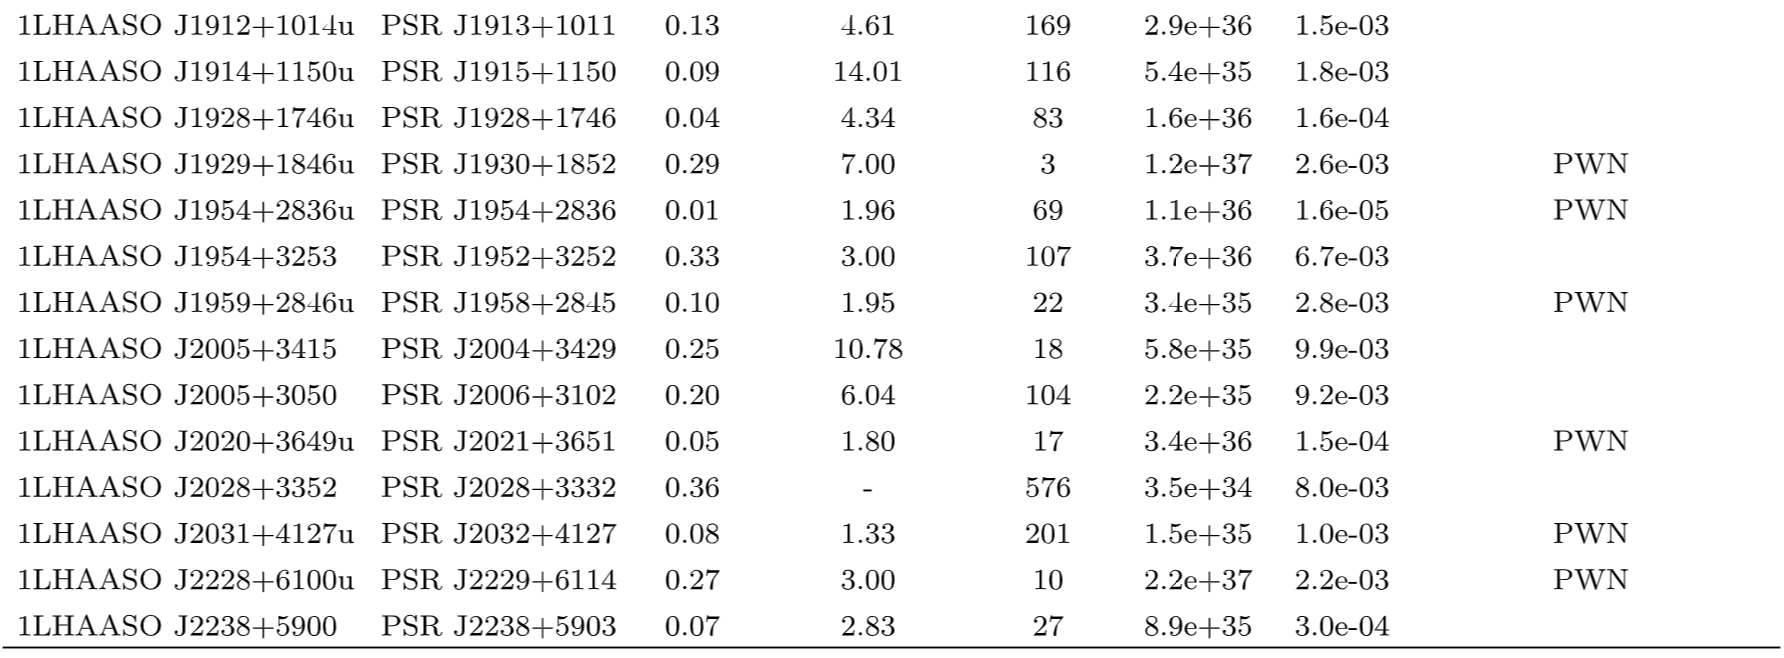 1LHAASO J1912+1014u PSR J1913+1011 0.13 4.61 169 2.9e+36 1.5e-03
1LHAASO J1914+1150u PSR J1915+1150 0.09 14.01 116 5.4e+35 1.8e-03
1LHAASO J1928+1746u PSR J1928+1746 0.04 4.34 83 1.6e+36 1.6e-04
1LHAASO J1929+1846u PSR J1930+1852 0.29 7.00 3 1.2e+37 2.6e-03 PWN
1LHAASO J1954+2836u PSR J1954+2836 0.01 1.96 69 1.1e+36 1.6e-05 PWN
1LHAASO J1954+3253 PSR J1952+3252 0.33 3.00 107 3.7e+36 6.7e-03
1LHAASO J1959+2846u PSR J1958+2845 0.10 1.95 22 3.4e+35 2.8e-03 PWN
1LHAASO J2005+3415 PSR J2004+3429 0.25 10.78 18 5.8e+35 9.9e-03
1LHAASO J2005+3050 PSR J2006+3102 0.20 6.04 104 2.2e+35 9.2e-03
1LHAASO J2020+3649u PSR J2021+3651 0.05 1.80 17 3.4e+36 1.5e-04 PWN
1LHAASO J2028+3352 PSR J2028+3332 0.36 - 576 3.5e+34 8.0e-03
1LHAASO J2031+4127u PSR J2032+4127 0.08 1.33 201 1.5e+35 1.0e-03 PWN
1LHAASO J2228+6100u PSR J2229+6114 0.27 3.00 10 2.2e+37 2.2e-03 PWN
1LHAASO J2238+5900 PSR J2238+5903 0.07 2.83 27 8.9e+35 3.0e-04